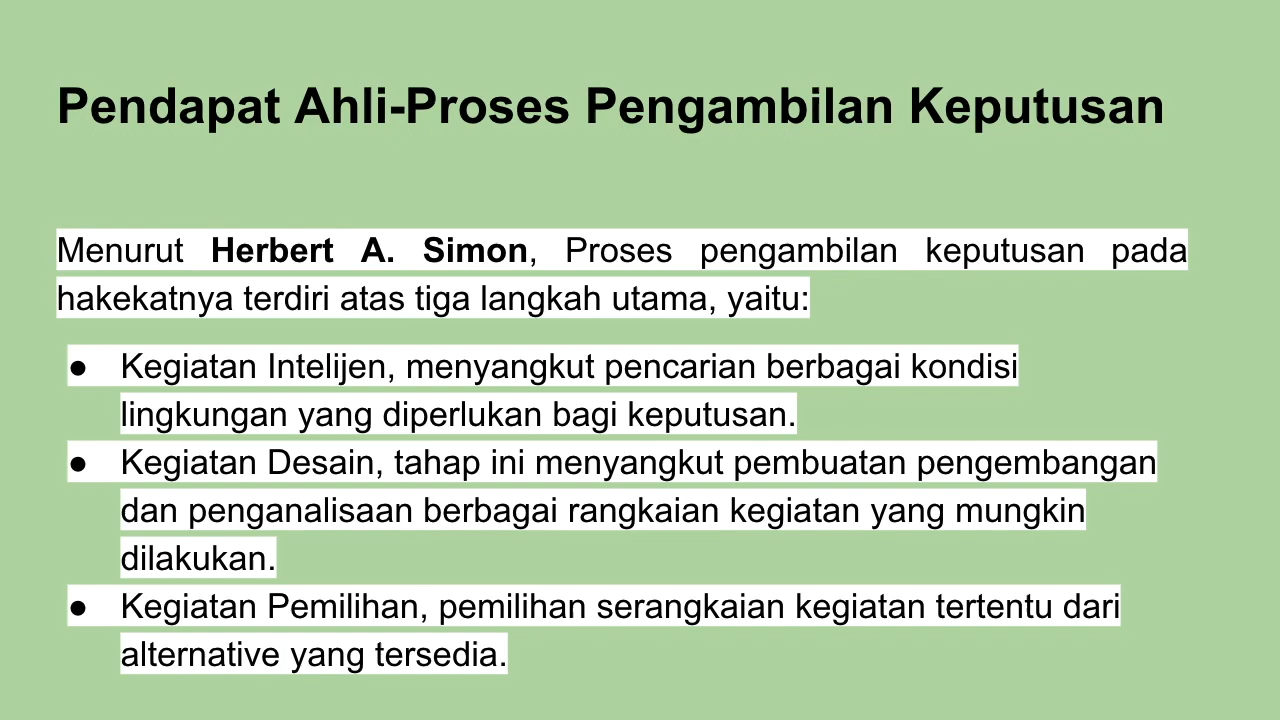 Pendapat Ahli-Proses Pengambilan Keputusan
Menurut Herbert A. Simon, Proses pengambilan keputusan pada
hakekatnya terdiri atas tiga langkah utama, yaitu:
● Kegiatan Intelijen, menyangkut pencarian berbagai kondisi
lingkungan yang diperlukan bagi keputusan.
● Kegiatan Desain, tahap ini menyangkut pembuatan pengembangan
dan penganalisaan berbagai rangkaian kegiatan yang mungkin
dilakukan.
● Kegiatan Pemilihan, pemilihan serangkaian kegiatan tertentu dari
alternative yang tersedia.